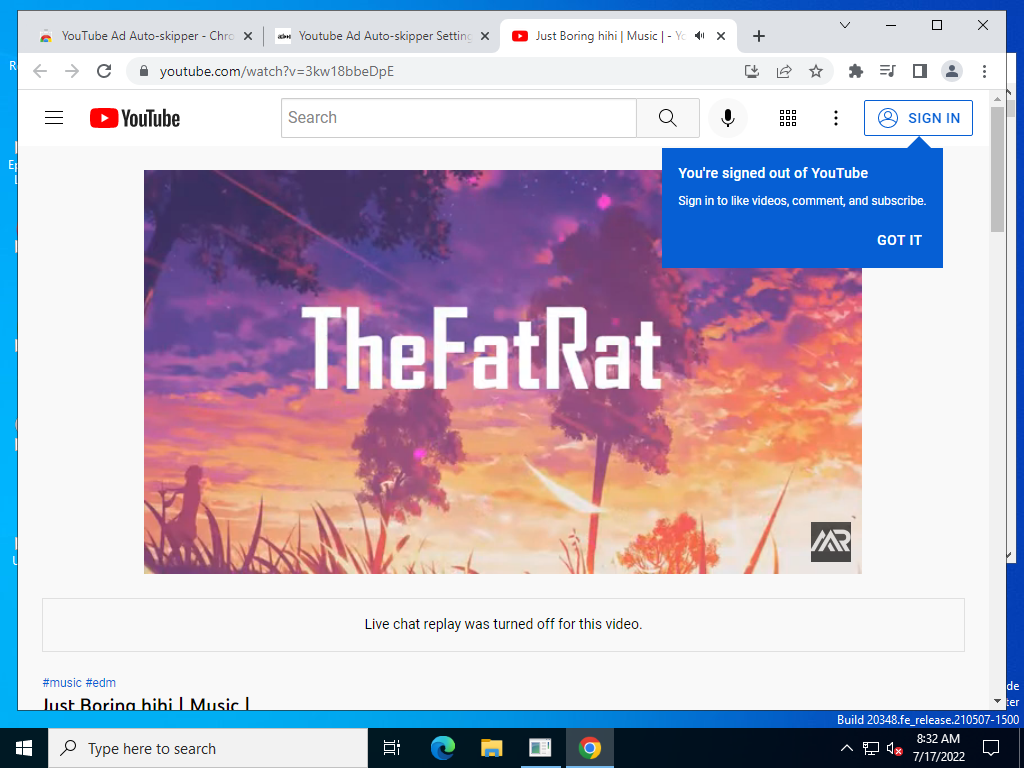 YouTube Ad Auto-skipper - Chro
Youtube Ad Auto-skipper Setting
Just Boring hihi | Music | - Yo
youtube.com/watch?v=3kw18bbeDpE
YouTube
Search
SIGN IN
You're signed out of YouTube
Sign in to like videos, comment, and subscribe.
GOT IT
TheFatRat
Live chat replay was turned off for this video.
#music #edm
Just Boring hihi | Music |
Build 20348.fe_release.210507-1500
Type here to search
8:32 AM
7/17/2022